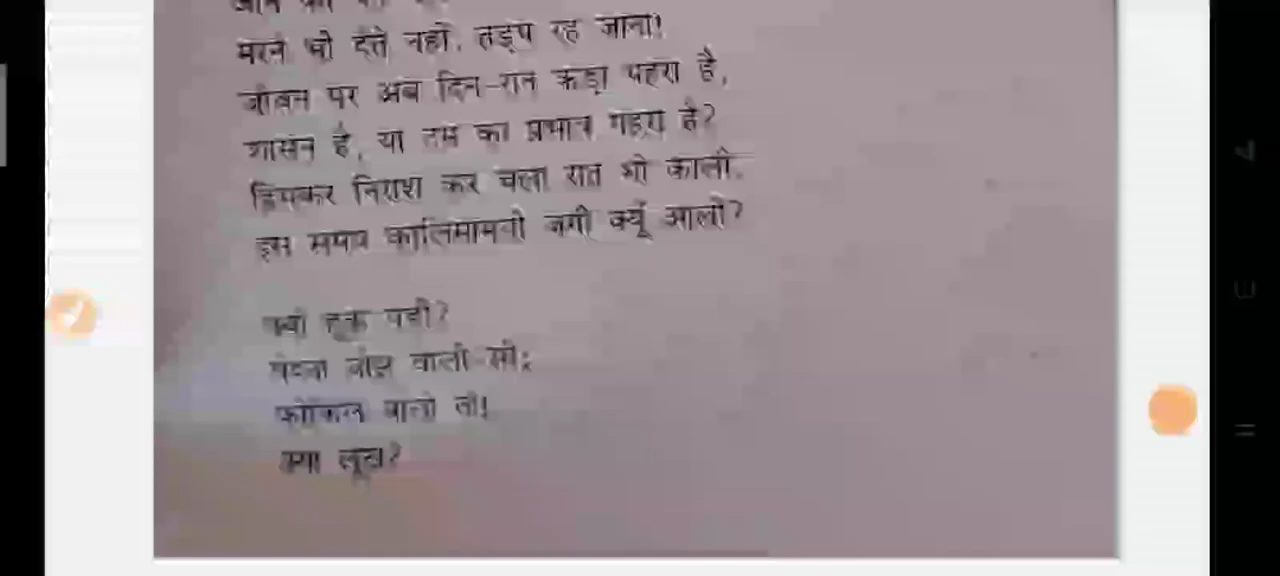 मरने भी देते नहीं, तड़प रह जाना!
जीवन पर अब दिन-रात कड़ा पहरा है,
शासन है, या तम का प्रभाव गहरा है?
हिमकर निराश कर चला रात भी काली,
इस समय कालिमामयी जगी क्यूँ आली?
क्यों हूक पड़ी?
वेदना बोझ वाली-सी;
कोकिल बोलो तो!
क्या लूटा?